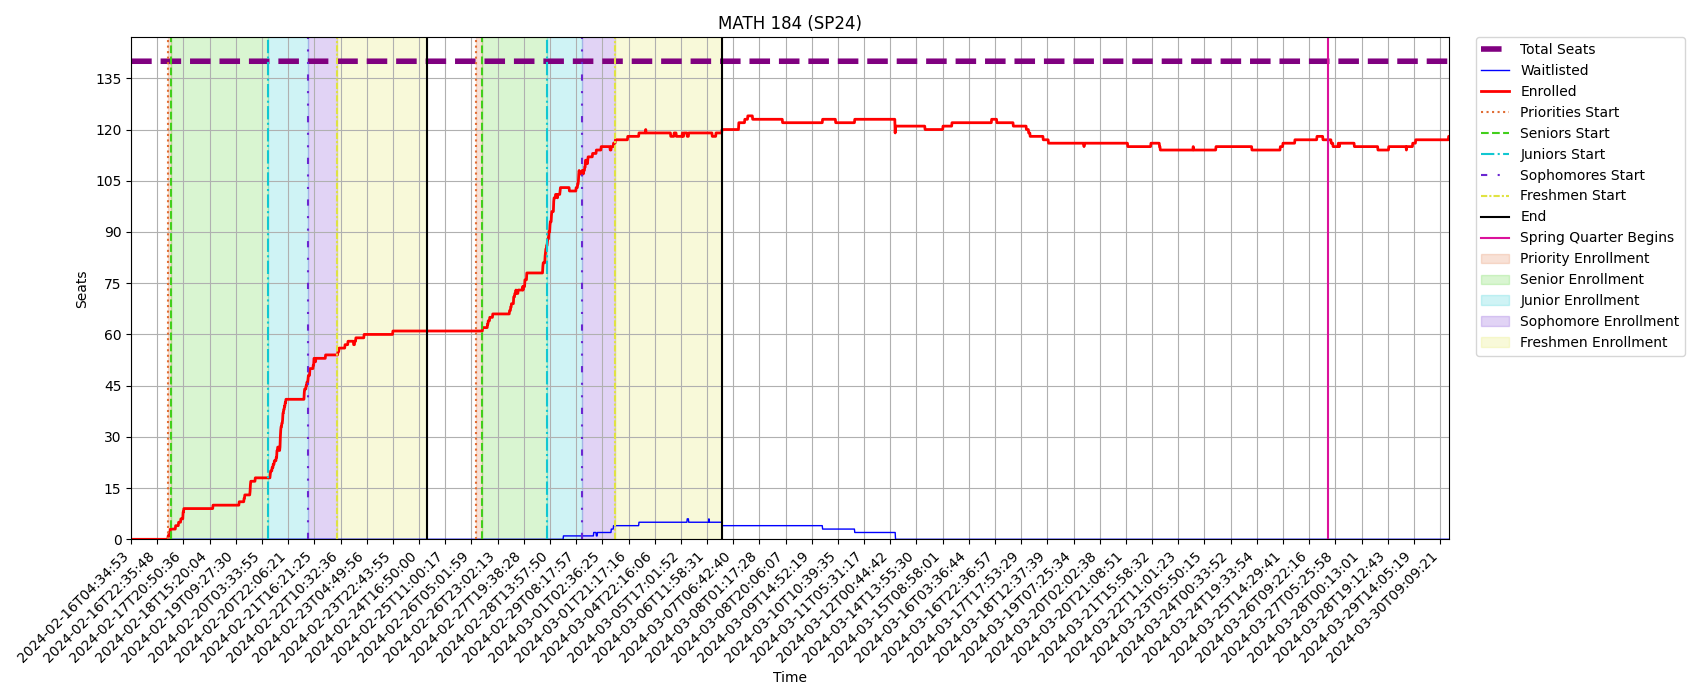 MATH 184 (SP24)
Seats
135
120
105
90
75
60
45
30
15
0
2024-02-16T04:34:53
2024-02-16T22:35:48
2024-02-17T20:50:36
2024-02-18T15:20:04
2024-02-19T09:27:30
2024-02-20T03:33:55
2024-02-20T22:06:21
2024-02-21T16:21:25
2024-02-22T10:32:36
2024-02-23T04:49:56
2024-02-23T22:43:55
2024-02-24T16:50:00
2024-02-25T11:00:17
2024-02-26T05:01:59
2024-02-26T23:02:13
2024-02-27T19:38:28
2024-02-28T13:57:50
2024-02-29T08:17:57
2024-03-01T02:36:25
2024-03-01T21:17:16
2024-03-04T22:16:06
2024-03-05T17:01:52
2024-03-06T11:58:31
2024-03-07T06:42:40
2024-03-08T01:17:28
2024-03-08T20:06:07
2024-03-09T14:52:19
2024-03-10T10:39:35
2024-03-11T05:31:17
2024-03-12T00:44:42
2024-03-14T13:55:30
2024-03-15T08:58:01
2024-03-16T03:36:44
2024-03-16T22:36:57
2024-03-17T17:53:29
2024-03-18T12:37:39
2024-03-19T07:25:34
2024-03-20T02:02:38
2024-03-20T21:08:51
2024-03-21T15:58:32
2024-03-22T11:01:23
2024-03-23T05:50:15
2024-03-24T00:33:52
2024-03-24T19:33:54
2024-03-25T14:29:41
2024-03-26T09:22:16
2024-03-27T05:25:58
2024-03-28T00:13:01
2024-03-28T19:12:43
2024-03-29T14:05:19
2024-03-30T09:09:21
Time
Total Seats
Waitlisted
Enrolled
Priorities Start
Seniors Start
Juniors Start
Sophomores Start
Freshmen Start
End
Spring Quarter Begins
Priority Enrollment
Senior Enrollment
Junior Enrollment
Sophomore Enrollment
Freshmen Enrollment